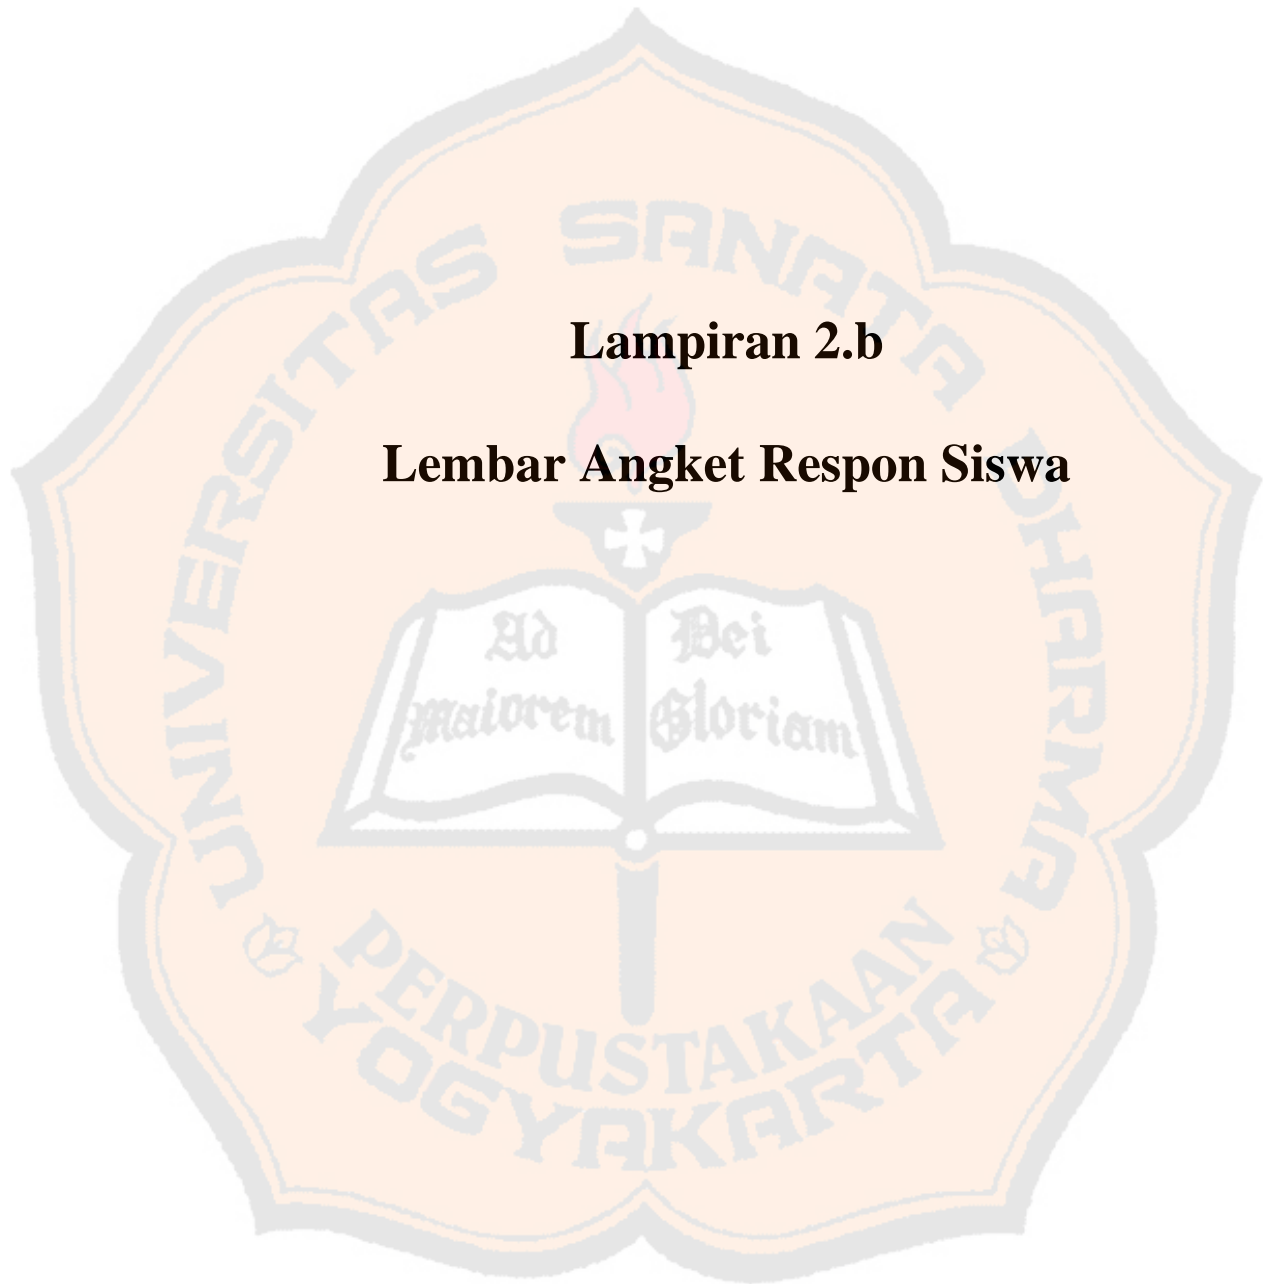 UNIVERSITAS SANATA DHARMA
Lampiran 2.b
Lembar Angket Respon Siswa
Ad
Maiorem
Dei
Gloriam
PERPUSTAKAAN
YOGYAKARTA